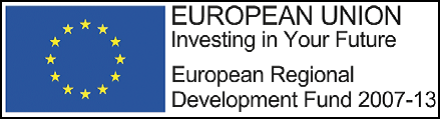 EUROPEAN UNION
Investing in Your Future
European Regional
Development Fund 2007-13